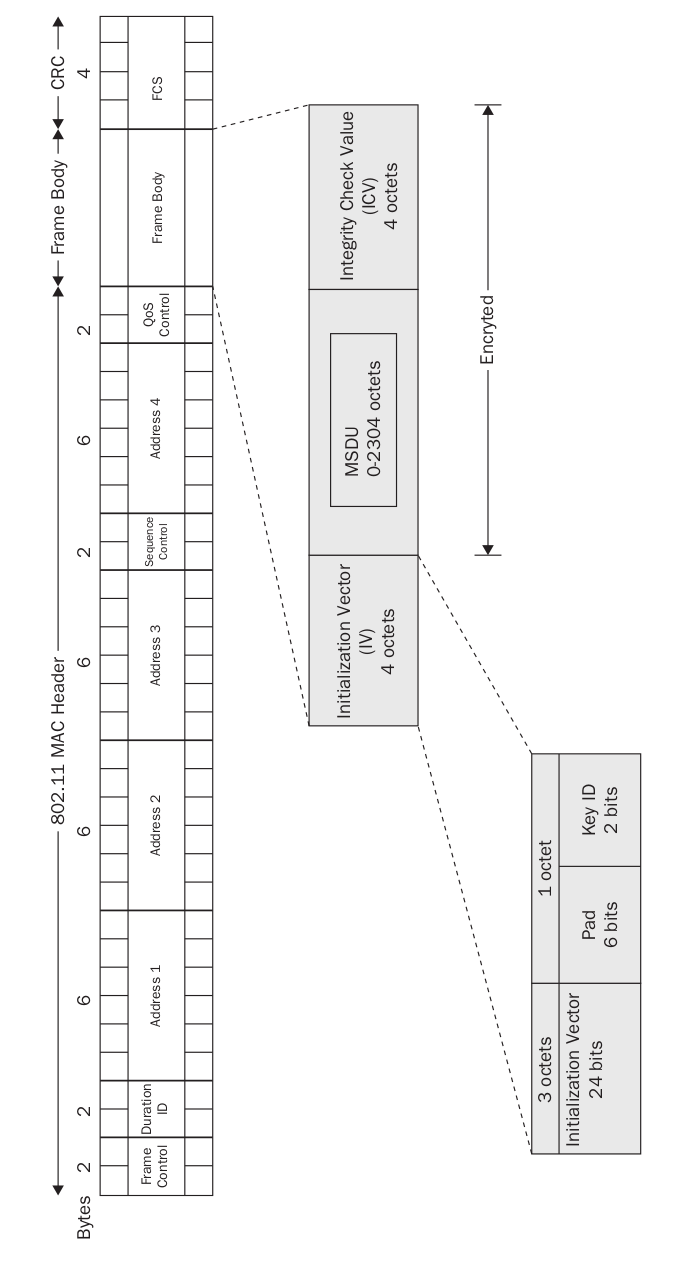 802.11 MAC Header
Frame Body
CRC
Bytes
2
2
6
6
6
2
6
2
4
Frame
Control
Duration
ID
Address 1
Address 2
Address 3
Sequence
Control
Address 4
QoS
Control
Frame Body
FCS
Initialization Vector
(IV)
4 octets
MSDU
0-2304 octets
Integrity Check Value
(ICV)
4 octets
Encryted
3 octets
1 octet
Initialization Vector
24 bits
Pad
6 bits
Key ID
2 bits